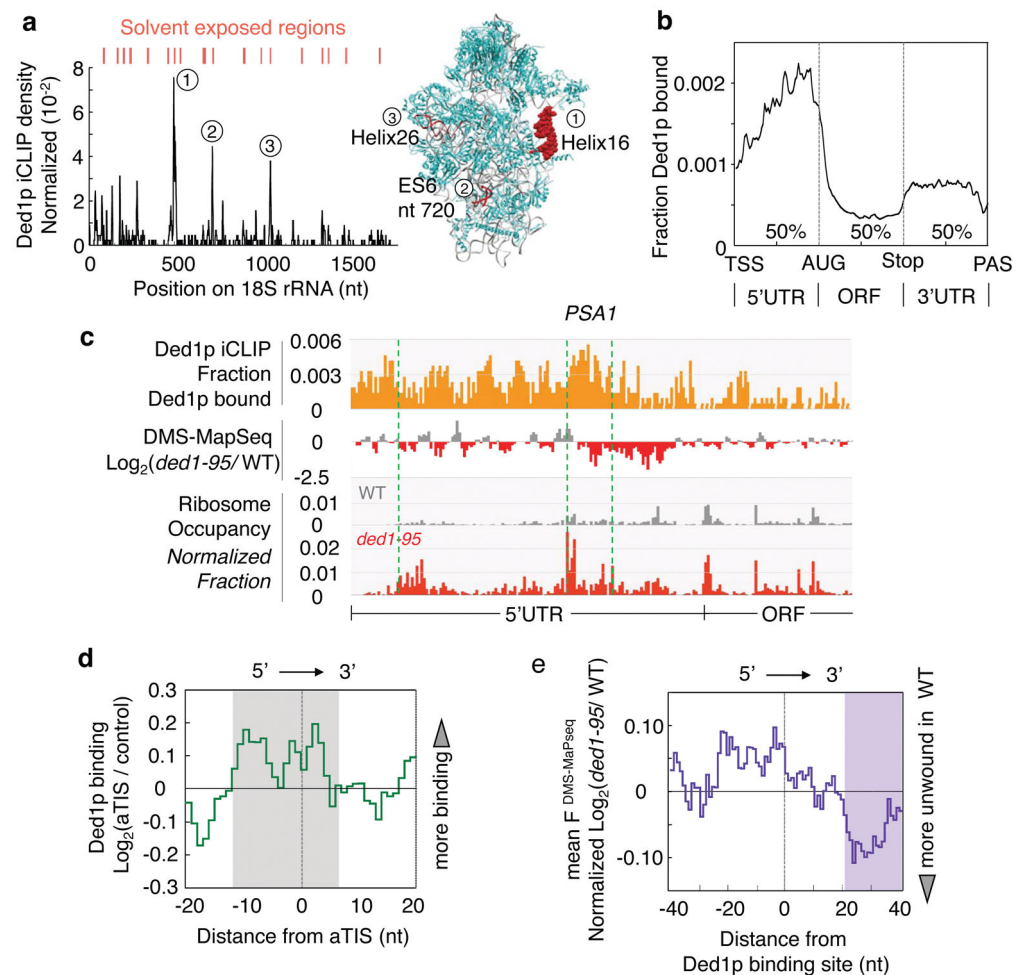 a
Solvent exposed regions
Ded1p iCLIP density
Normalized (10-2)
8
6
4
2
0
1
2
3
0
500
1000
1500
Position on 18S rRNA (nt)
3
Helix26
1
Helix16
ES6
2
nt 720
b
Fraction Ded1p bound
0.002
0.001
0
50%
50%
50%
TSS
AUG
Stop
PAS
5’UTR
ORF
3’UTR
PSA1
c
Ded1p iCLIP
Fraction
Ded1p bound
0.006
0.003
0
DMS-MapSeq
Log2(ded1-95/ WT)
0
-2.5
Ribosome
Occupancy
Normalized
Fraction
WT
0.01
0
ded1-95
0.02
0.01
0
5’UTR
ORF
d
5’
3’
Ded1p binding
Log2(aTIS / control)
0.3
0.2
0.1
0
-0.1
-0.2
-0.3
-20
-10
0
10
20
Distance from aTIS (nt)
more binding
e
5’
3’
mean F DMS-MaPseq
Normalized Log2(ded1-95/ WT)
0.10
0
-0.10
-40
-20
0
20
40
Distance from
Ded1p binding site (nt)
more unwound in WT